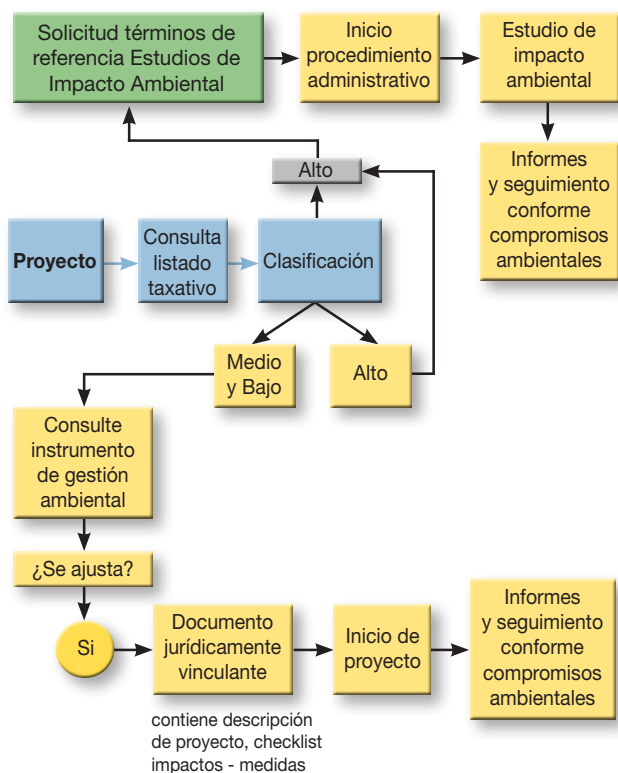 Solicitud términos de
referencia Estudios de
Impacto Ambiental
Inicio
procedimiento
administrativo
Estudio de
impacto
ambiental
Informes
y seguimiento
conforme
compromisos
ambientales
Alto
Proyecto
Consulta
listado
taxativo
Clasificación
Medio
y Bajo
Alto
Consulte
instrumento
de gestión
ambiental
¿Se ajusta?
Si
Documento
jurídicamente
vinculante
contiene descripción
de proyecto, checklist
impactos - medidas
Inicio de
proyecto
Informes
y seguimiento
conforme
compromisos
ambientales